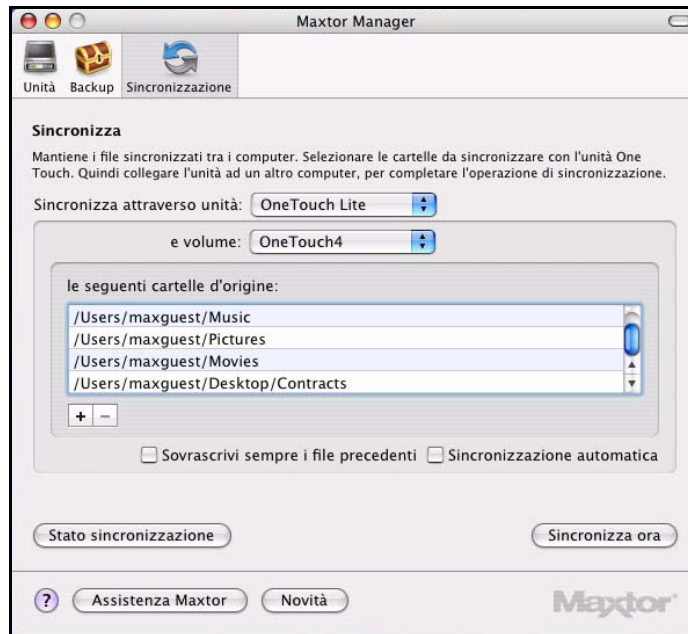 Maxtor Manager
Unità Backup Sincronizzazione
Sincronizza
Mantiene i file sincronizzati tra i computer. Selezionare le cartelle da sincronizzare con l'unità One
Touch. Quindi collegare l'unità ad un altro computer, per completare l'operazione di sincronizzazione.
Sincronizza attraverso unità: OneTouch Lite
e volume: OneTouch4
le seguenti cartelle d'origine:
/Users/maxguest/Music
/Users/maxguest/Pictures
/Users/maxguest/Movies
/Users/maxguest/Desktop/Contracts
+ −
Sovrascrivi sempre i file precedenti Sincronizzazione automatica
Stato sincronizzazione Sincronizza ora
? Assistenza Maxtor Novità Maxtor